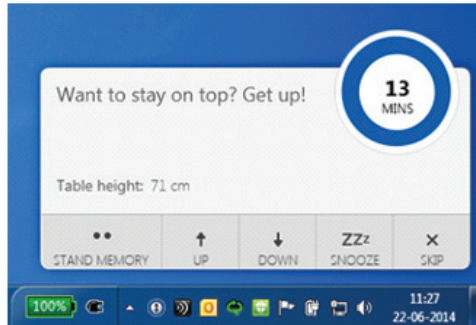 Want to stay on top? Get up!
13
MINS
Table height: 71 cm
STAND MEMORY
UP
DOWN
ZZz
SNOOZE
SKIP
100%
11:27
22-06-2014